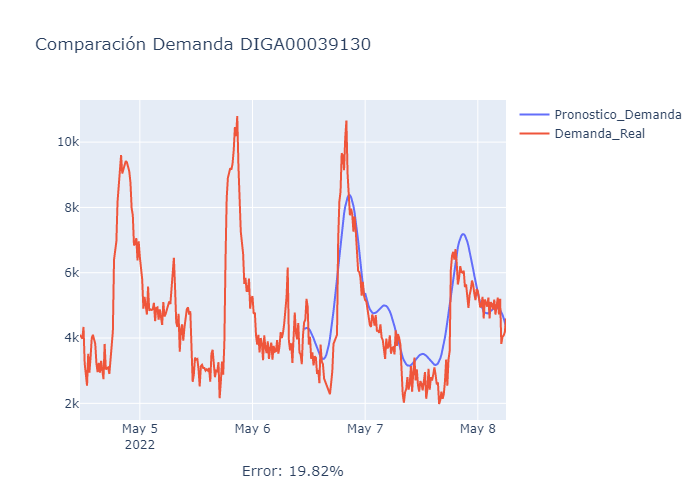 Comparación Demanda DIGA00039130
Pronostico_Demanda
Demanda_Real
10k
8k
6k
4k
2k
May 5
2022
May 6
May 7
May 8
Error: 19.82%